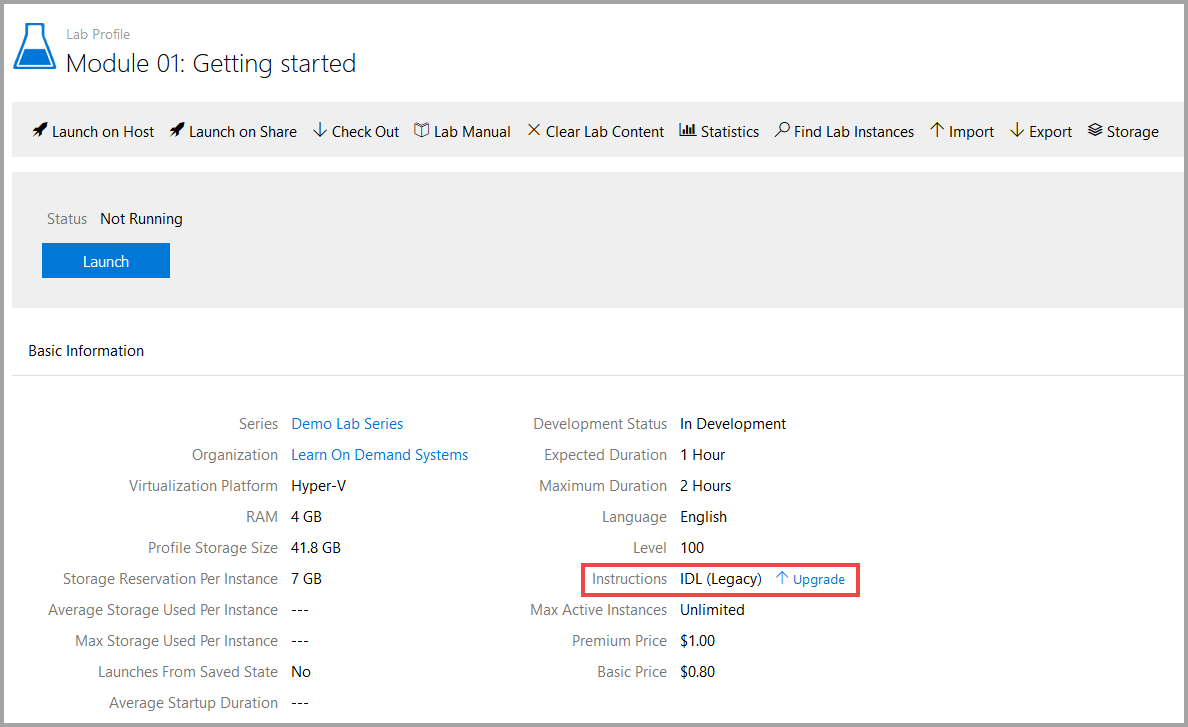 Lab Profile
Module 01: Getting started
Launch on Host Launch on Share Check Out Lab Manual Clear Lab Content Statistics Find Lab Instances Import Export Storage
Status Not Running
Launch
Basic Information
Series Demo Lab Series
Organization Learn On Demand Systems
Virtualization Platform Hyper-V
RAM 4 GB
Profile Storage Size 41.8 GB
Storage Reservation Per Instance 7 GB
Average Storage Used Per Instance ---
Max Storage Used Per Instance ---
Launches From Saved State No
Average Startup Duration ---
Development Status In Development
Expected Duration 1 Hour
Maximum Duration 2 Hours
Language English
Level 100
Instructions IDL (Legacy) Upgrade
Max Active Instances Unlimited
Premium Price $1.00
Basic Price $0.80